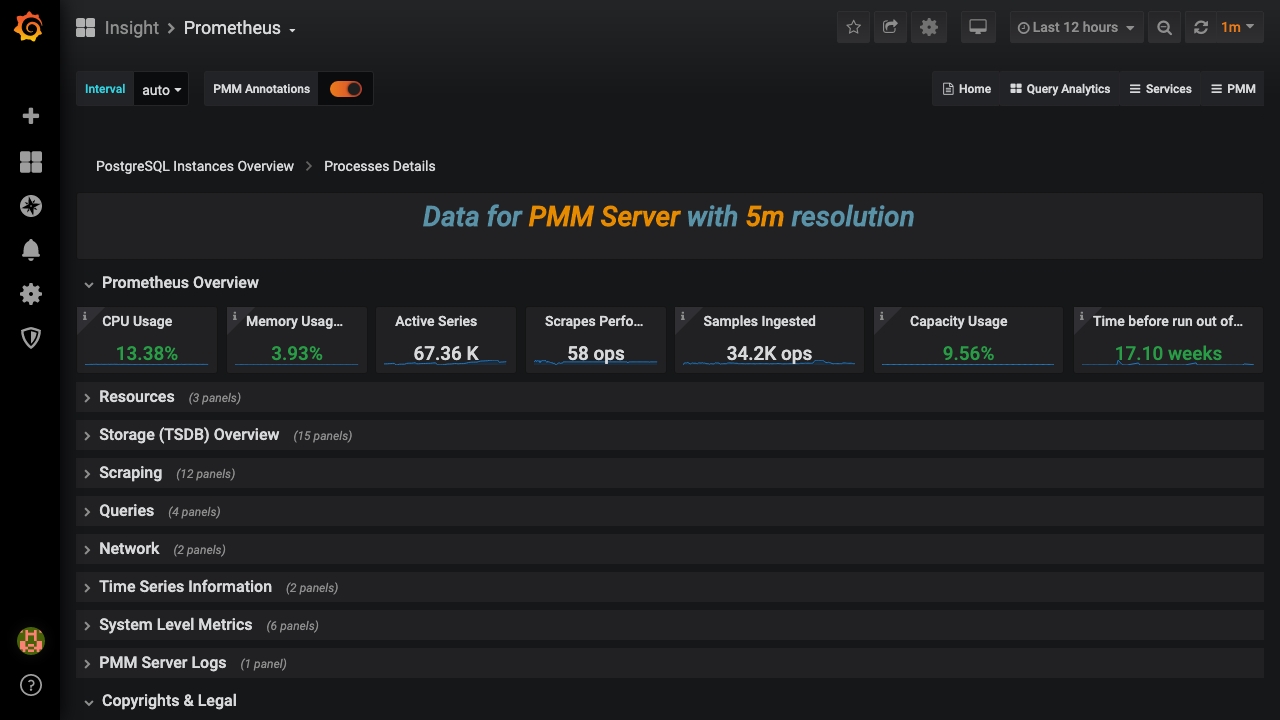 Insight > Prometheus
Last 12 hours
1m
Interval
auto
PMM Annotations
Home
Query Analytics
Services
PMM
PostgreSQL Instances Overview > Processes Details
Data for PMM Server with 5m resolution
Prometheus Overview
CPU Usage
13.38%
Memory Usag...
3.93%
Active Series
67.36 K
Scrapes Perfo...
58 ops
Samples Ingested
34.2K ops
Capacity Usage
9.56%
Time before run out of...
17.10 weeks
Resources (3 panels)
Storage (TSDB) Overview (15 panels)
Scraping (12 panels)
Queries (4 panels)
Network (2 panels)
Time Series Information (2 panels)
System Level Metrics (6 panels)
PMM Server Logs (1 panel)
Copyrights & Legal